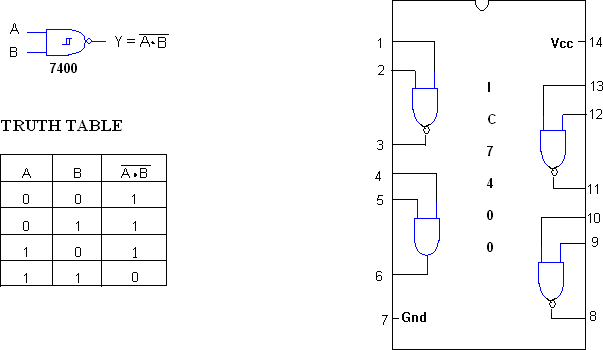 A
B
Y = A•B
7400
TRUTH TABLE
A B A•B
0 0 1
0 1 1
1 0 1
1 1 0
1
2
3
4
5
6
7 Gnd
I
C
7
4
0
0
Vcc 14
13
12
11
10
9
8